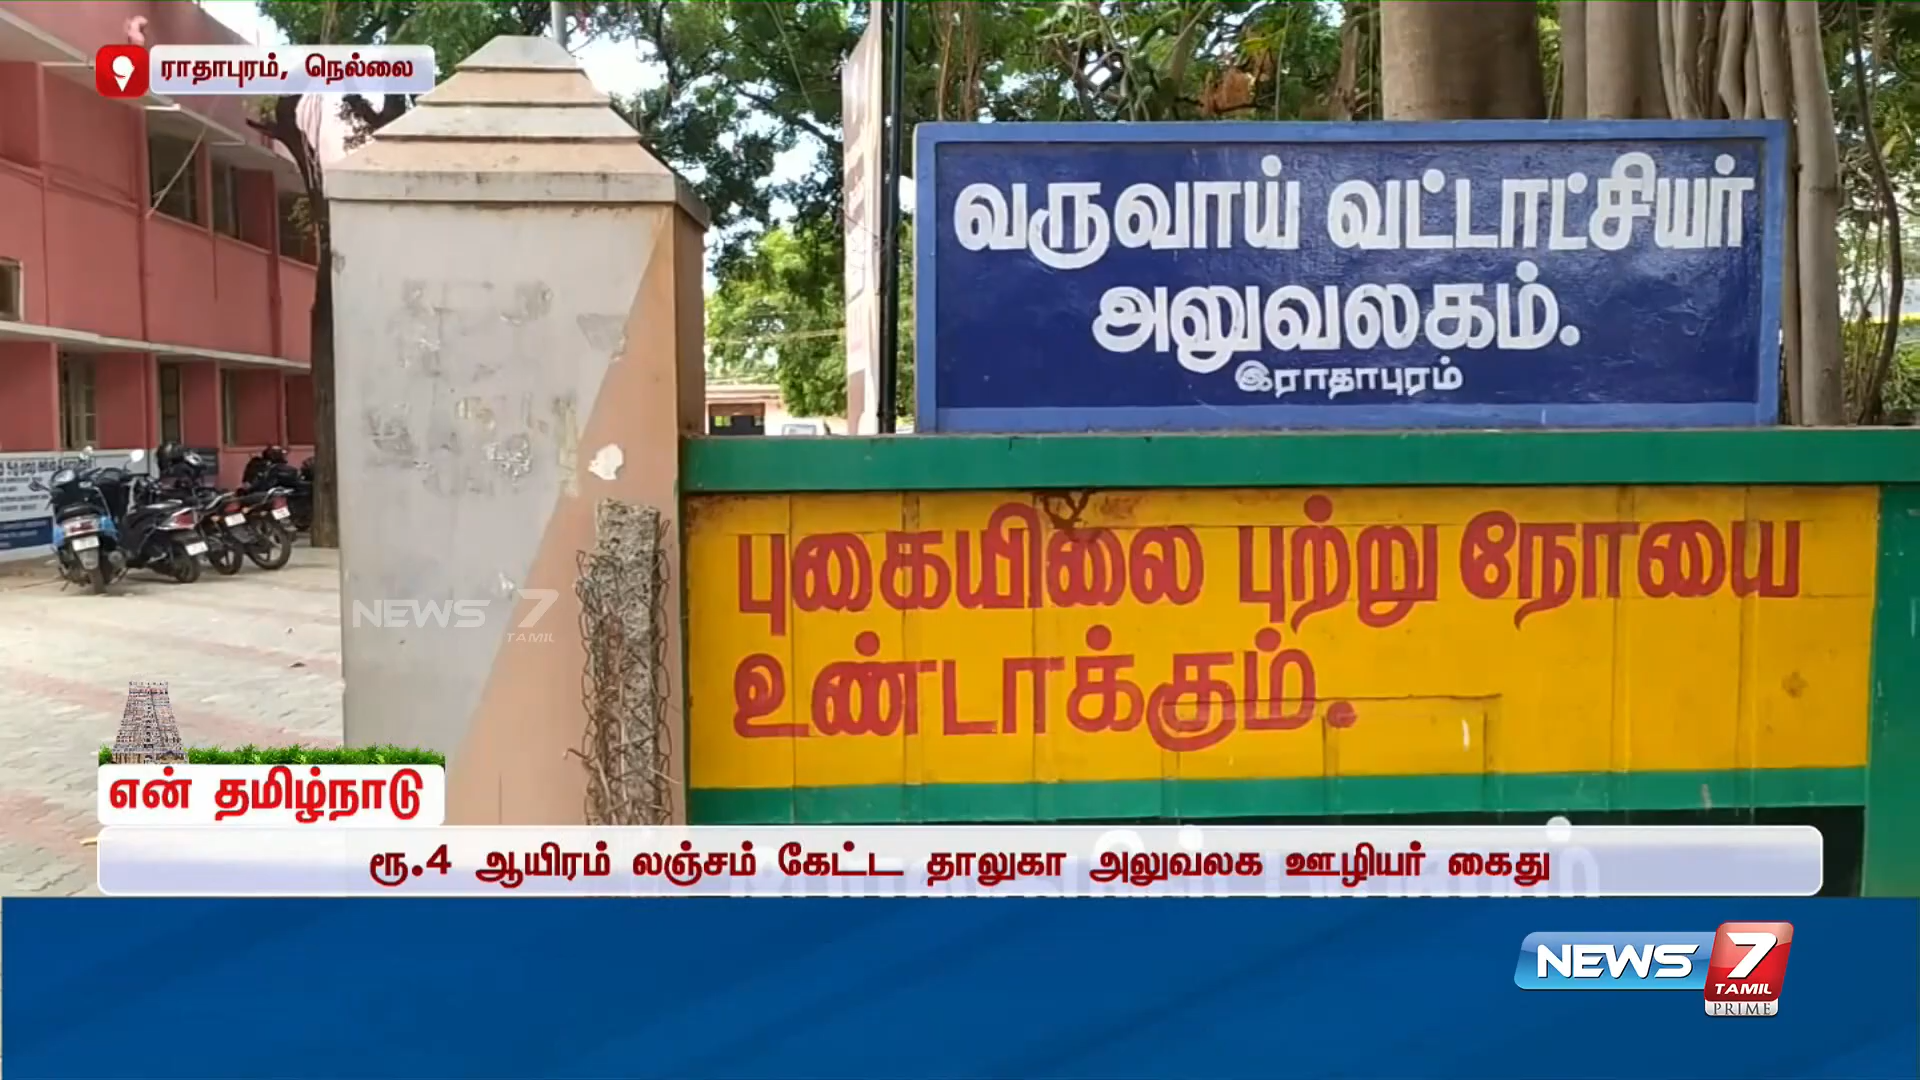 ராதாபுரம், நெல்லை
வருவாய் வட்டாட்சியர்
அலுவலகம்.
இராதாபுரம்
புகையிலை புற்று நோயை
உண்டாக்கும்.
NEWS 7
TAMIL
என் தமிழ்நாடு
ரூ.4 ஆயிரம் லஞ்சம் கேட்ட தாலுகா அலுவலக ஊழியர் கைது
NEWS 7
TAMIL
PRIME